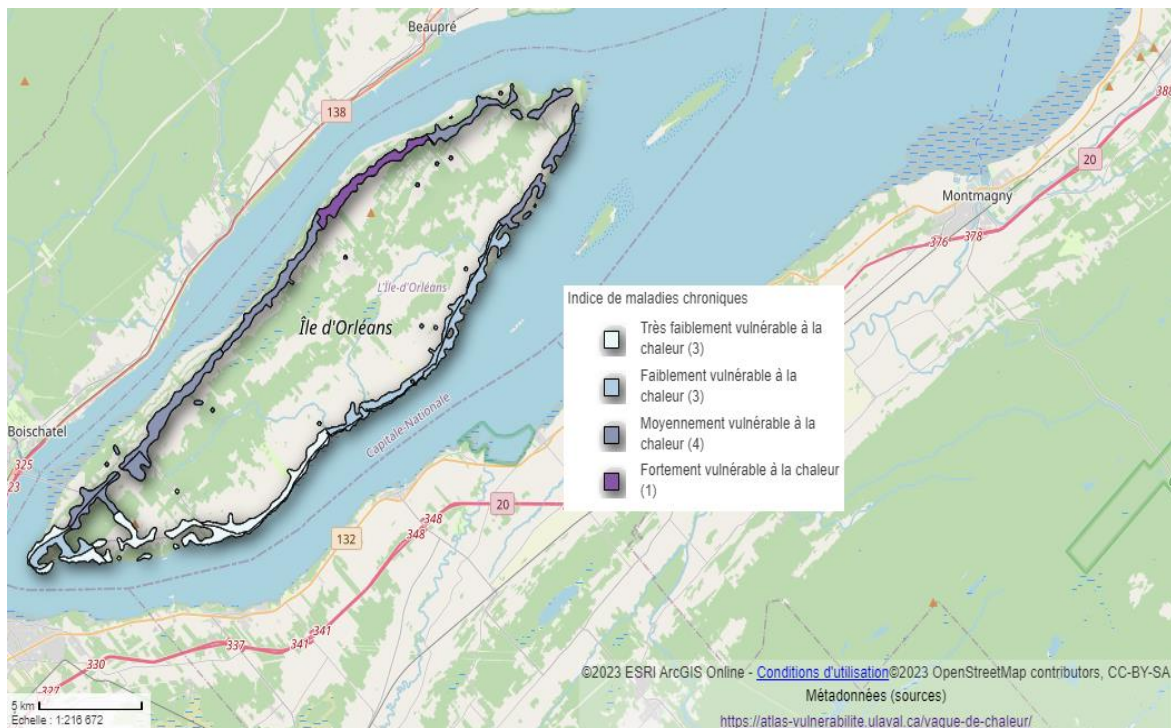 Beaupré
138
388
20
Montmagny
376
378
L'Île-d'Orléans
Île d'Orléans
Indice de maladies chroniques
Très faiblement vulnérable à la
chaleur (3)
Faiblement vulnérable à la
chaleur (3)
Moyennement vulnérable à la
chaleur (4)
Fortement vulnérable à la chaleur
(1)
Capitale-Nationale
Boischatel
325
323
20
132
348
348
341
341
337
330
327
5 km
Échelle : 1:216 672
©2023 ESRI ArcGIS Online - Conditions d'utilisation©2023 OpenStreetMap contributors, CC-BY-SA
Métadonnées (sources)
https://atlas-vulnerabilite.ulaval.ca/vague-de-chaleur/